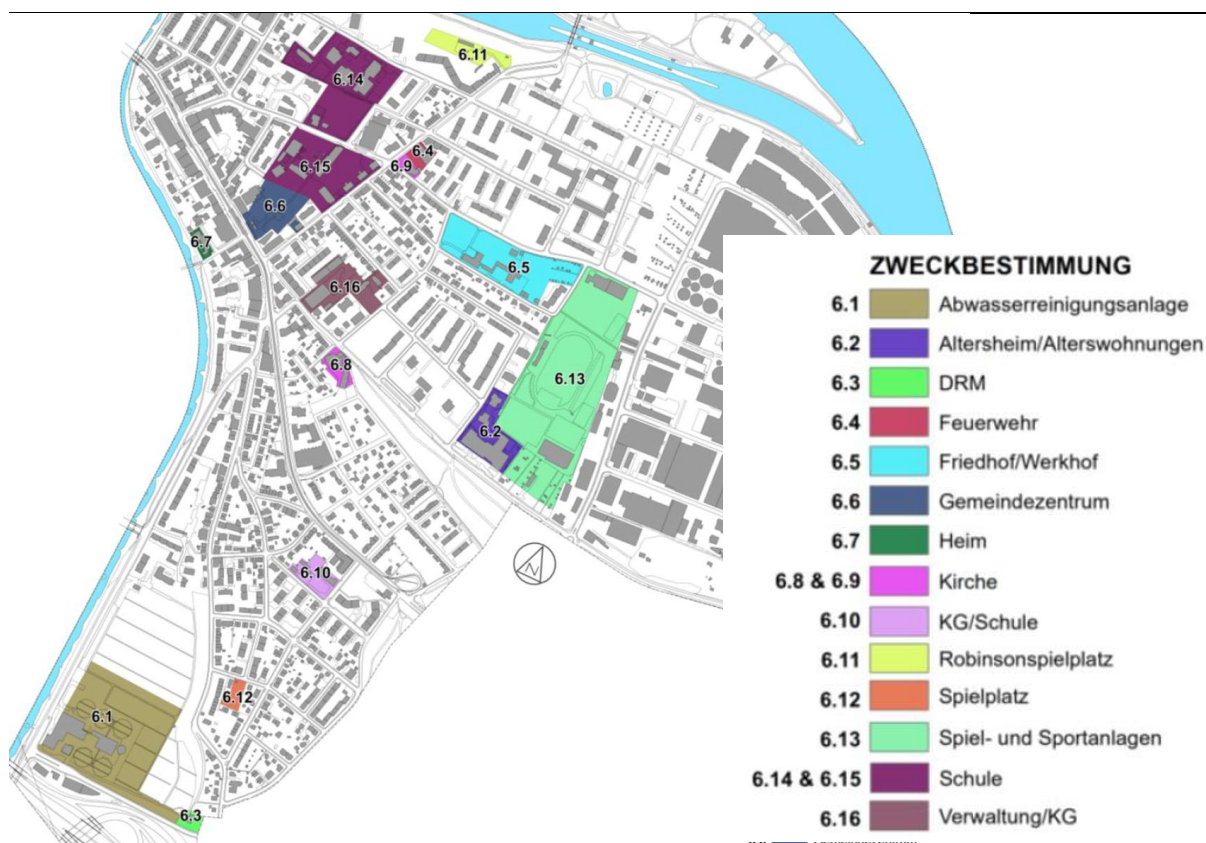 6.11
6.14
6.4
6.9
6.15
6.6
6.7
6.5
6.16
6.8
6.13
6.2
N
6.10
6.12
6.1
6.3
ZWECKBESTIMMUNG
6.1 Abwasserreinigungsanlage
6.2 Altersheim/Alterswohnungen
6.3 DRM
6.4 Feuerwehr
6.5 Friedhof/Werkhof
6.6 Gemeindezentrum
6.7 Heim
6.8 & 6.9 Kirche
6.10 KG/Schule
6.11 Robinsonspielplatz
6.12 Spielplatz
6.13 Spiel- und Sportanlagen
6.14 & 6.15 Schule
6.16 Verwaltung/KG